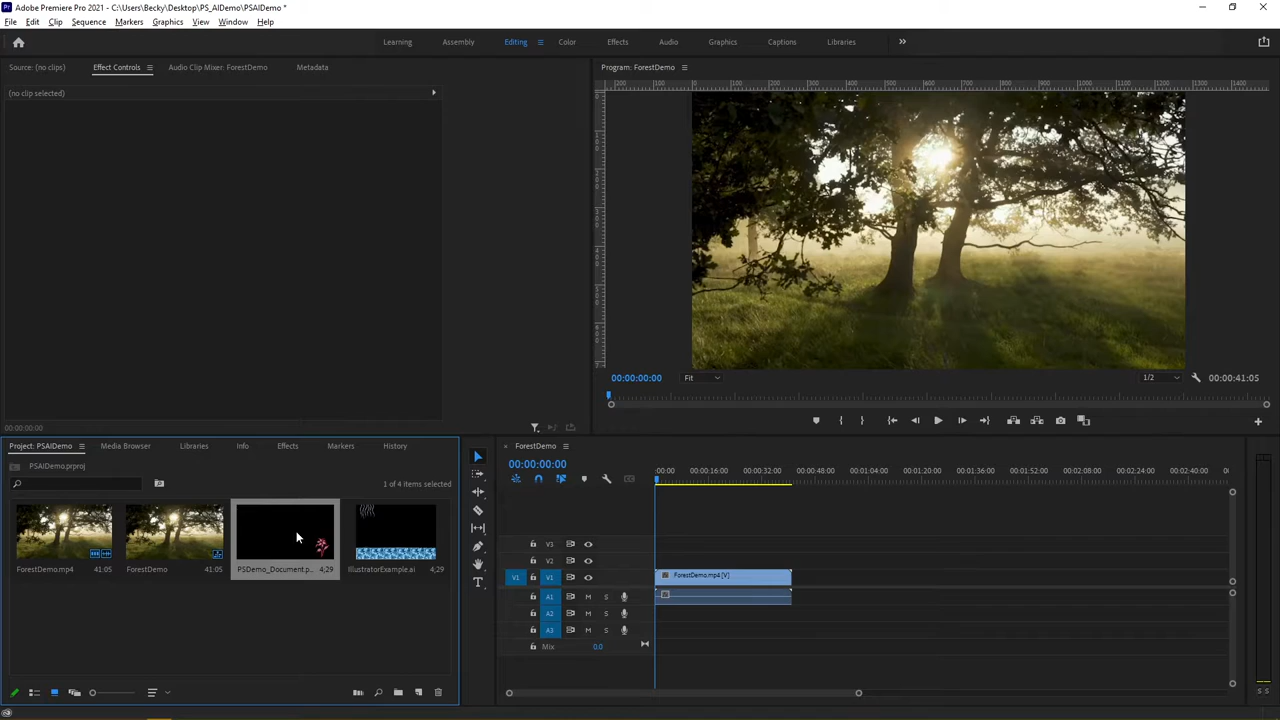 Pr Adobe Premiere Pro 2021 - C:\Users\Becky\Desktop\PS_AIDemo\PSAIDemo *
File Edit Clip Sequence Markers Graphics View Window Help
Learning Assembly Editing Color Effects Audio Graphics Captions Libraries
Source: (no clips) Effect Controls Audio Clip Mixer: ForestDemo Metadata
Program: ForestDemo
(no clip selected)
00:00:00:00 Fit 1/2 00:00:41:05
00:00:00:00
Project: PSAIDemo Media Browser Libraries Info Effects Markers History
PSAIDemo.prproj
1 of 4 items selected
ForestDemo.mp4 41:05 ForestDemo 41:05 PSDemo_Document.p... 4;29 IllustratorExample.ai 4;29
ForestDemo
00:00:00:00
:00:00 00:00:16:00 00:00:32:00 00:00:48:00 00:01:04:00 00:01:20:00 00:01:36:00 00:01:52:00 00:02:08:00 00:02:24:00 00:02:40:00
V3
V2
V1 V1 ForestDemo.mp4 [V]
A1 M S
A2 M S
A3 M S
Mix 0.0
S S